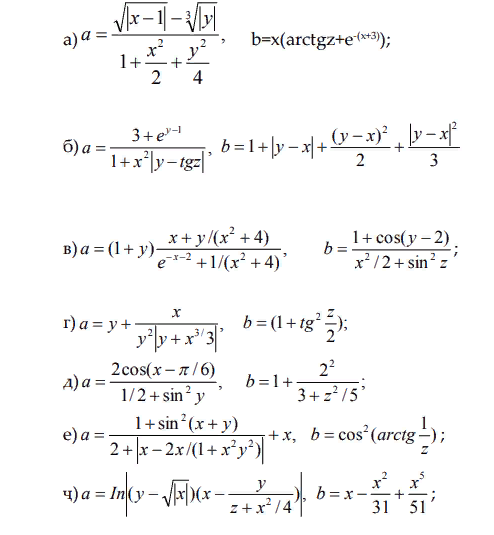 а) a = (√|x−1| − ∛|y|) / (1 + x²/2 + y²/4), b=x(arctgz+e^-(x+3));
б) a = (3 + e^(y−1)) / (1 + x²|y − tgz|), b = 1 + |y − x| + (y − x)²/2 + |y − x|²/3
в) a = (1 + y) (x + y/(x² + 4)) / (e^(−x−2) + 1/(x² + 4)), b = (1 + cos(y − 2)) / (x²/2 + sin² z);
г) a = y + x / (y²|y + x^(3/) 3|), b = (1 + tg² z/2);
д) a = 2cos(x − π/6) / (1/2 + sin² y), b = 1 + 2² / (3 + z²/5);
е) a = (1 + sin²(x + y)) / (2 + |x − 2x/(1 + x²y²)|) + x, b = cos²(arctg 1/z);
ч) a = ln|(y − √|x|)(x − y/(z + x²/4))|, b = x − x²/31 + x⁵/51;